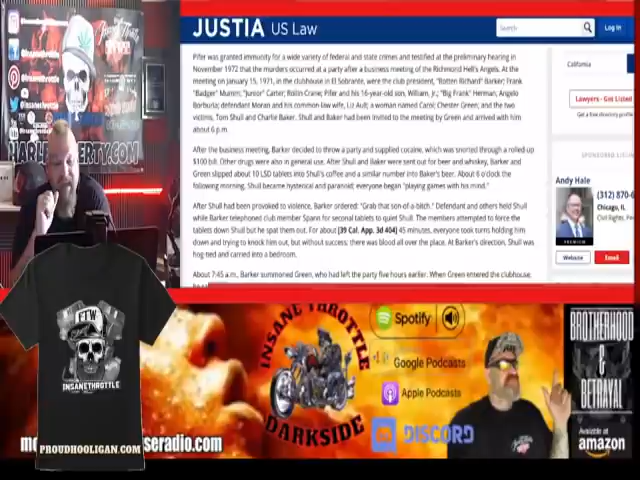 JUSTIA US Law
Search
Log In
Pifer was granted immunity for a wide variety of federal and state crimes and testified at the preliminary hearing in
November 1972 that the murders occurred at a party after a business meeting of the Richmond Hell's Angels. At the
meeting on January 15, 1971, in the clubhouse in El Sobrante, were the club president, "Rotten Richard" Barker; Frank
"Badger" Mumm; "Junior" Carter; Rollin Crane; Pifer and his 16-year-old son, William, Jr.; "Big Frank" Herman, Angelo
Borburia; defendant Moran and his common-law wife, Liz Ault; a woman named Carol; Chester Green; and the two
victims, Tom Shull and Charlie Baker. Shull and Baker had been invited to the meeting by Green and arrived with him
about 6 p.m.
After the business meeting, Barker decided to throw a party and supplied cocaine, which was snorted through a rolled-up
$100 bill. Other drugs were also in general use. After Shull and Baker were sent out for beer and whiskey, Barker and
Green slipped about 10 LSD tablets into Shull's coffee and a similar number into Baker's beer. About 6 o'clock the
following morning, Shull became hysterical and paranoid; everyone began "playing games with his mind."
After Shull had been provoked to violence, Barker ordered: "Grab that son-of-a-bitch." Defendant and others held Shull
while Barker telephoned club member Spann for second tablets to quiet Shull. The members attempted to force the
tablets down Shull but he spat them out. For about [39 Cal. App. 3d 404] 45 minutes, everyone took turns holding him
down and trying to knock him out, but without success; there was blood all over the place. At Barker's direction, Shull was
hog-tied and carried into a bedroom.
About 7:45 a.m., Barker summoned Green, who had left the party five hours earlier. When Green entered the clubhouse,
California
Lawyers - Get Listed
Get a free directory profile
SPONSORED LISTINGS
Andy Hale
(312) 870-6
Chicago, IL
Civil Rights,
PREMIUM
Website
Email
FTW
INSANETHROTTLE
PROUDHOOLIGAN.COM
INSANE THROTTLE
DARKSIDE
Spotify
Google Podcasts
Apple Podcasts
DISCORD
BROTHERHOOD
&
BETRAYAL
Available at
amazon